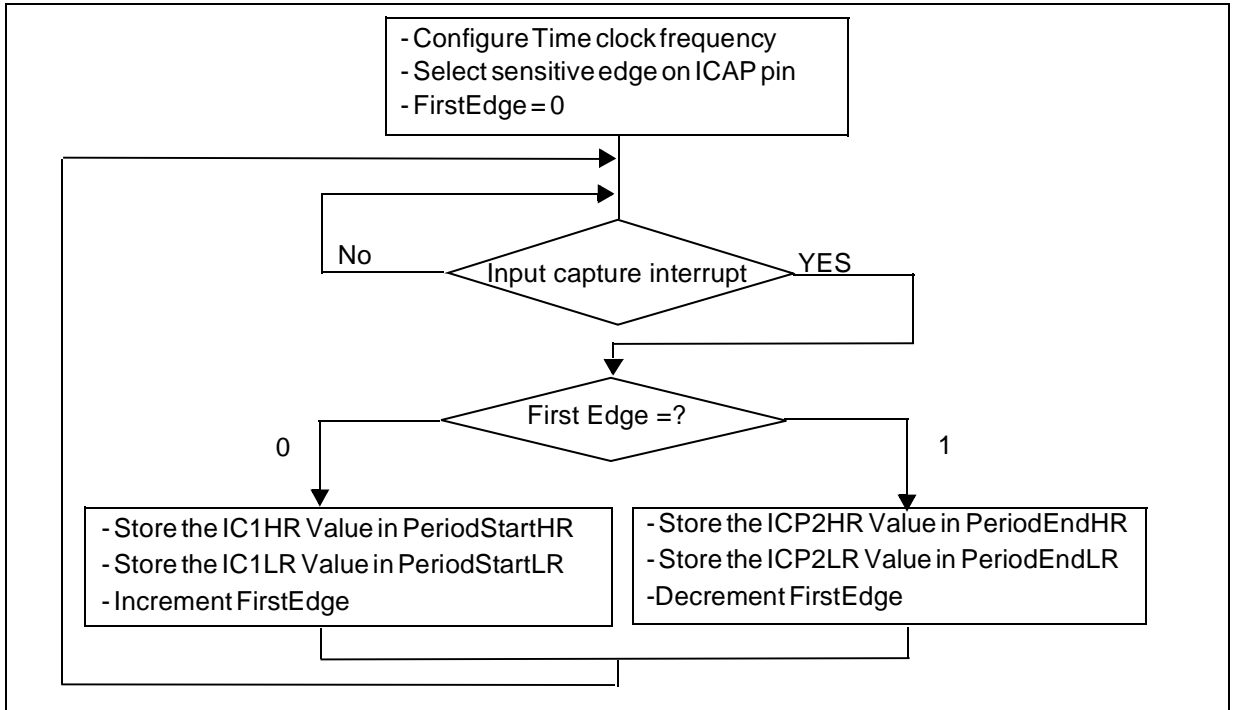 - Configure Time clock frequency
- Select sensitive edge on ICAP pin
- FirstEdge = 0
No
Input capture interrupt
YES
First Edge =?
0
1
- Store the IC1HR Value in PeriodStartHR
- Store the IC1LR Value in PeriodStartLR
- Increment FirstEdge
- Store the ICP2HR Value in PeriodEndHR
- Store the ICP2LR Value in PeriodEndLR
-Decrement FirstEdge